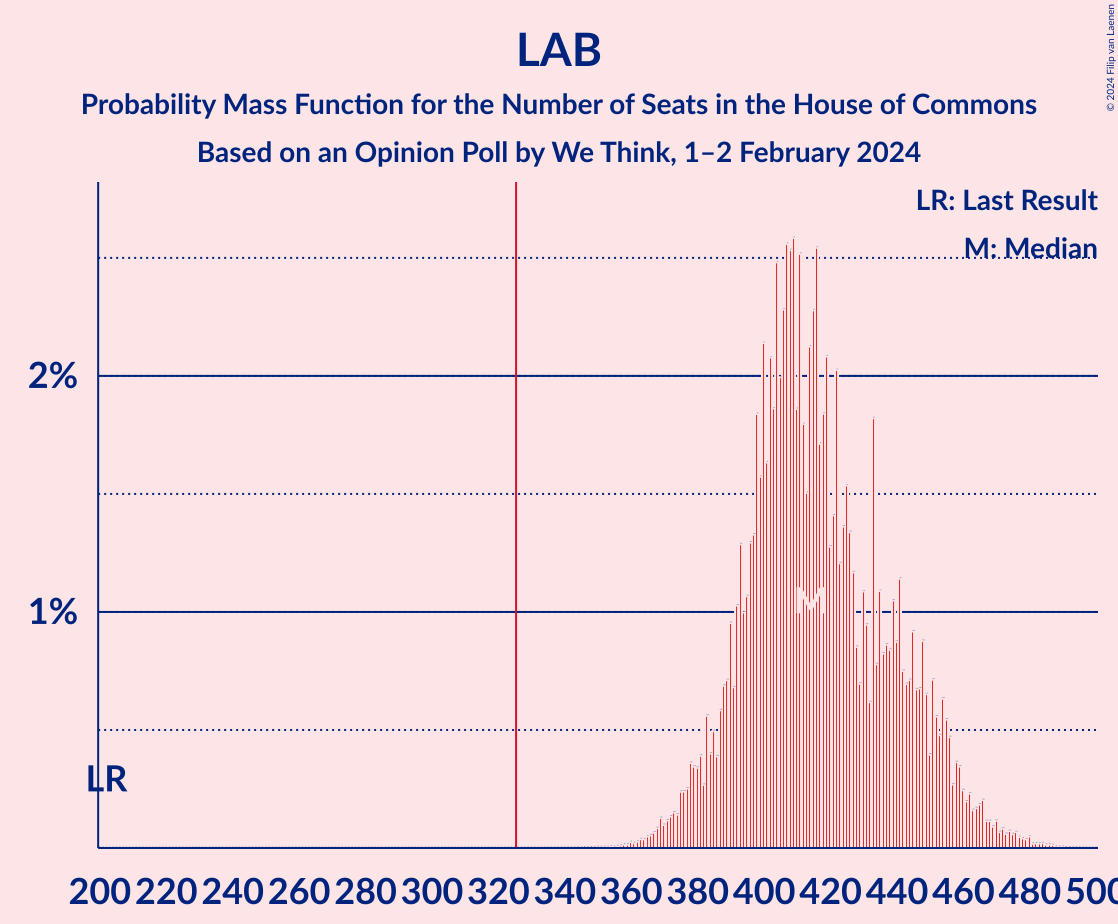 LAB
Probability Mass Function for the Number of Seats in the House of Commons
Based on an Opinion Poll by We Think, 1–2 February 2024
© 2024 Filip van Laenen
LR: Last Result
M: Median
2%
1%
M
LR
200 220 240 260 280 300 320 340 360 380 400 420 440 460 480 500